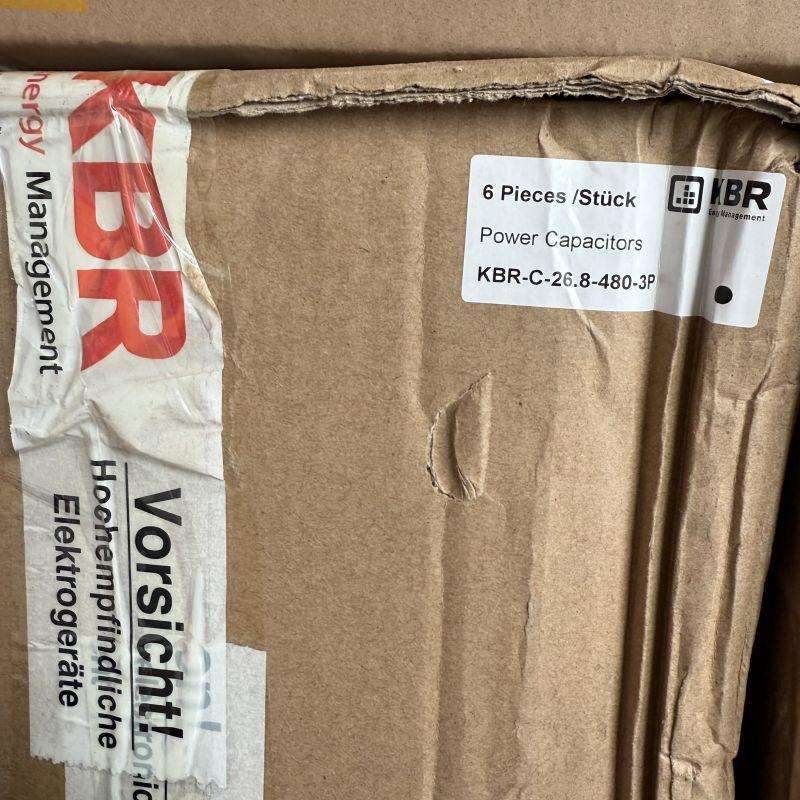 6 Pieces /Stück
KBR
Power Capacitors
KBR-C-26.8-480-3P
KBR
Management
Vorsicht!
Hochempfindliche
Elektrogeräte